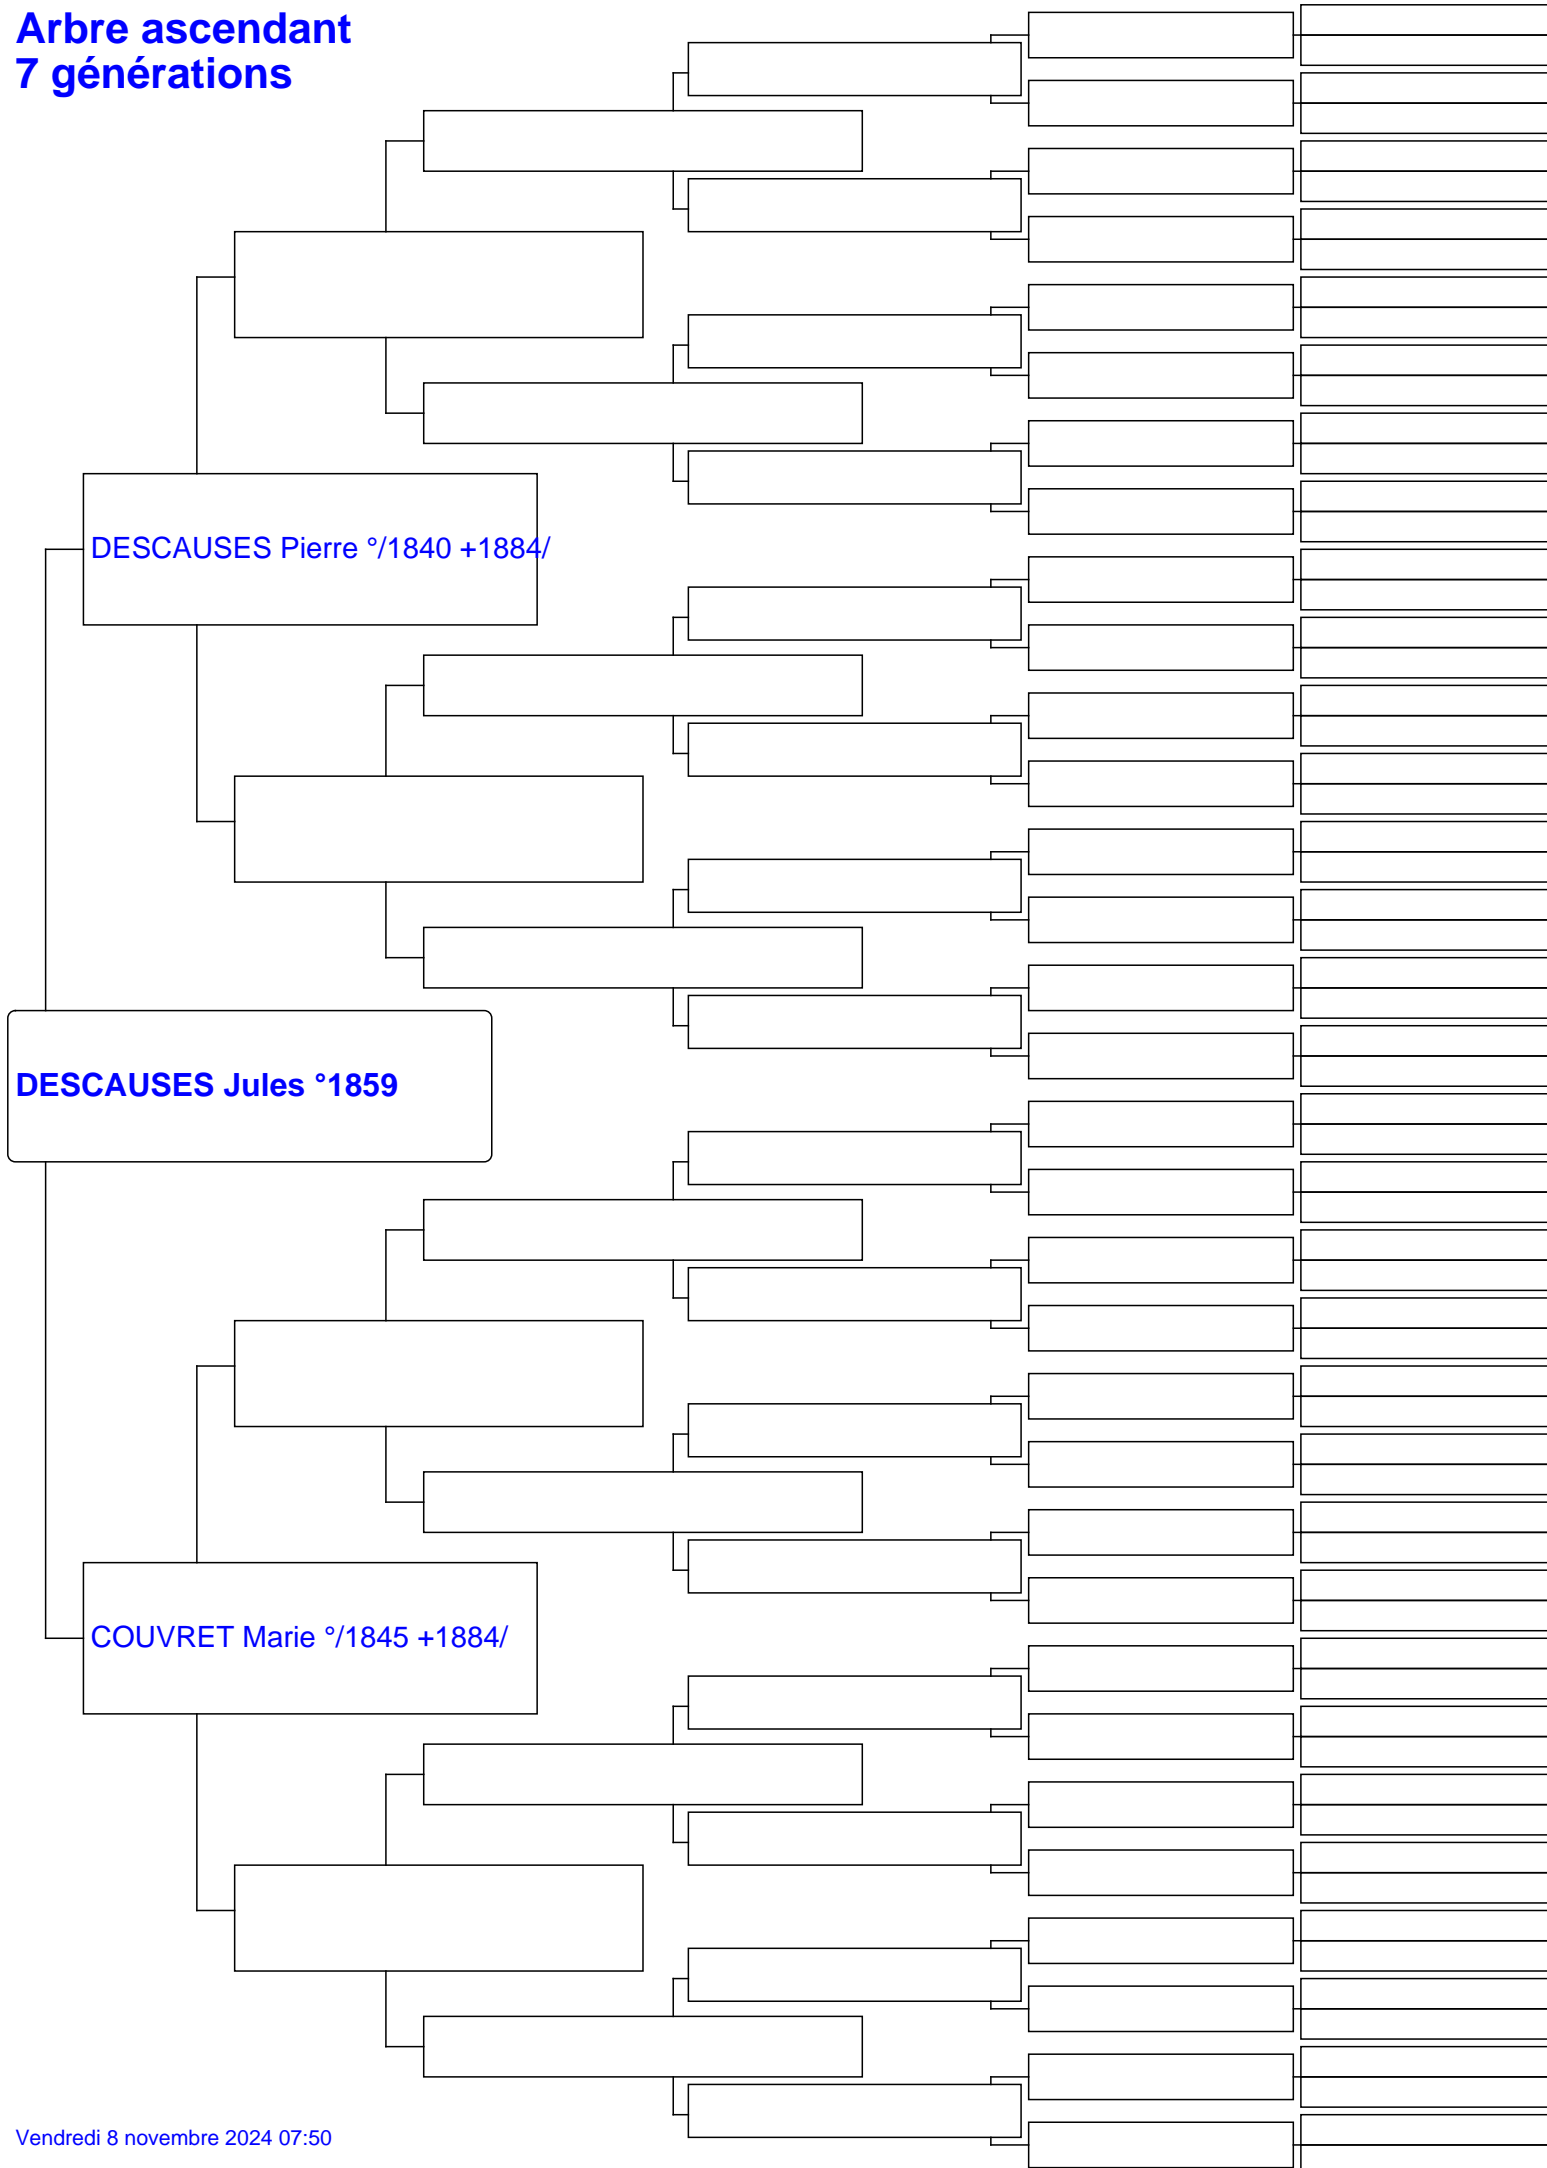 Arbre ascendant
7 générations
DESCAUSES Pierre °/1840 +1884/
DESCAUSES Jules °1859
COUVRET Marie °/1845 +1884/
Vendredi 8 novembre 2024 07:50